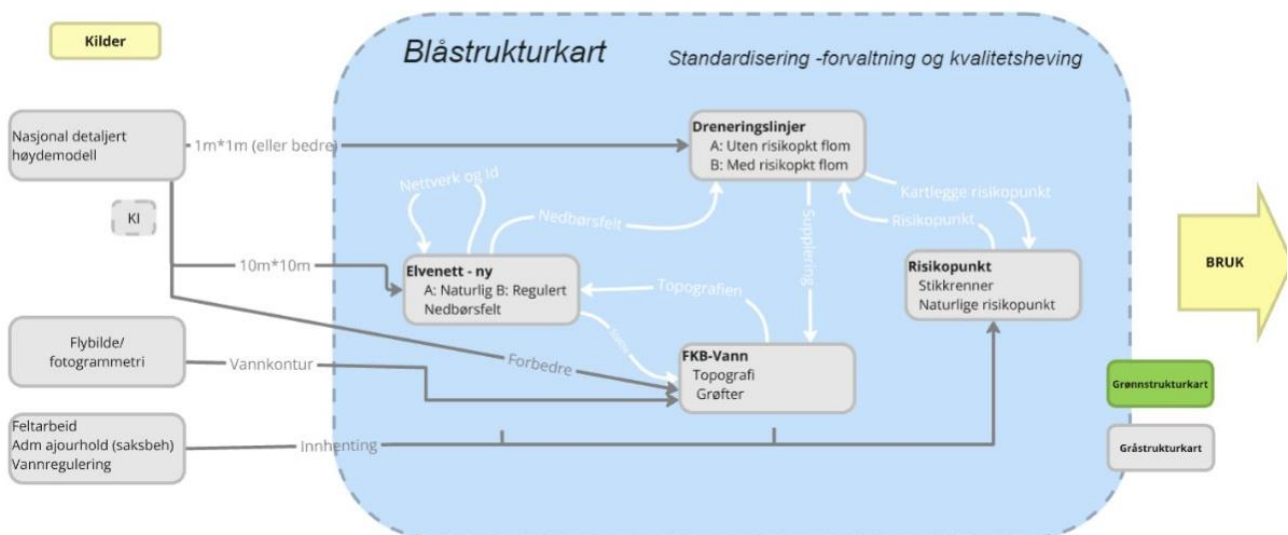 Kilder
Blåstrukturkart
Standardisering -forvaltning og kvalitetsheving
Nasjonal detaljert
høydemodell
1m*1m (eller bedre)
Dreneringslinjer
A: Uten risikopkt flom
B: Med risikopkt flom
Nettverk og Id
Kartlegge risikopunkt
KI
Nedbørsfelt
Supplering
Risikopunkt
10m*10m
Elvenett - ny
A: Naturlig B: Regulert
Nedbørsfelt
Topografien
Risikopunkt
Stikkrenner
Naturlige risikopunkt
BRUK
Flybilde/
fotogrammetri
Vannkontur
Forbedre
FKB-Vann
Topografi
Grøfter
Grønnstrukturkart
Feltarbeid
Adm ajourhold (saksbeh)
Vannregulering
Innhenting
Gråstrukturkart